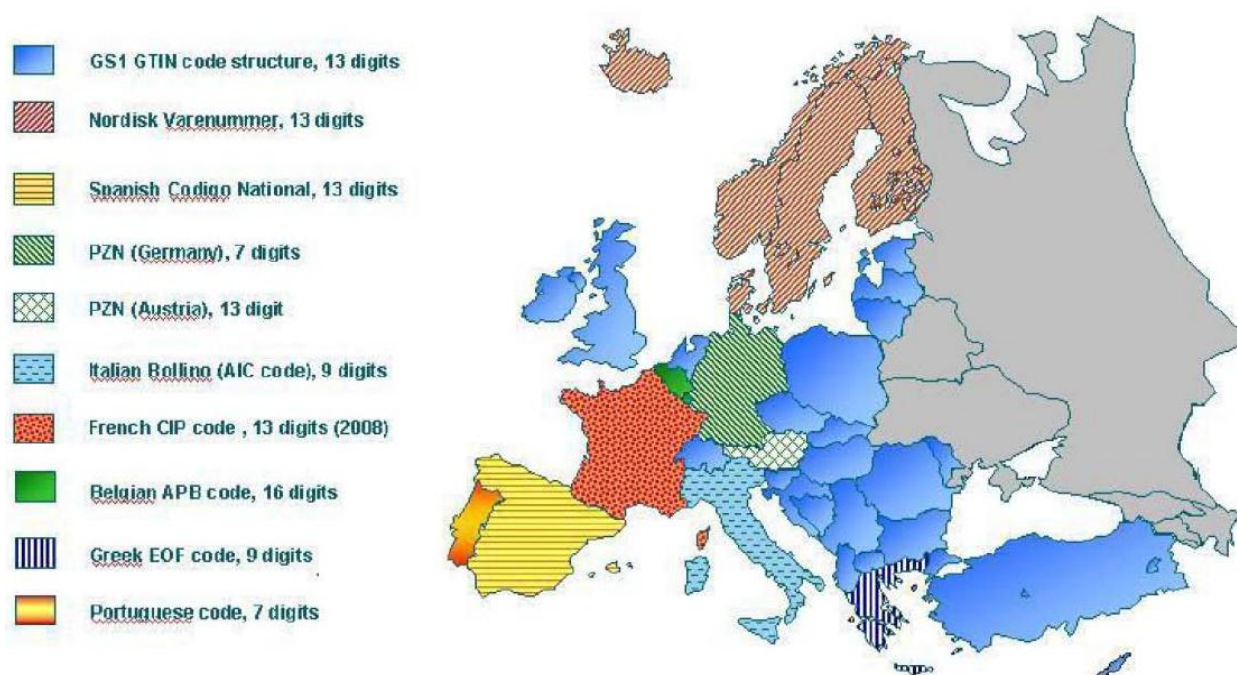 GS1 GTIN code structure, 13 digits
Nordisk Varenummer, 13 digits
Spanish Codigo National, 13 digits
PZN (Germany), 7 digits
PZN (Austria), 13 digit
Italian Bollino (AIC code), 9 digits
French CIP code , 13 digits (2008)
Belgian APB code, 16 digits
Greek EOF code, 9 digits
Portuguese code, 7 digits